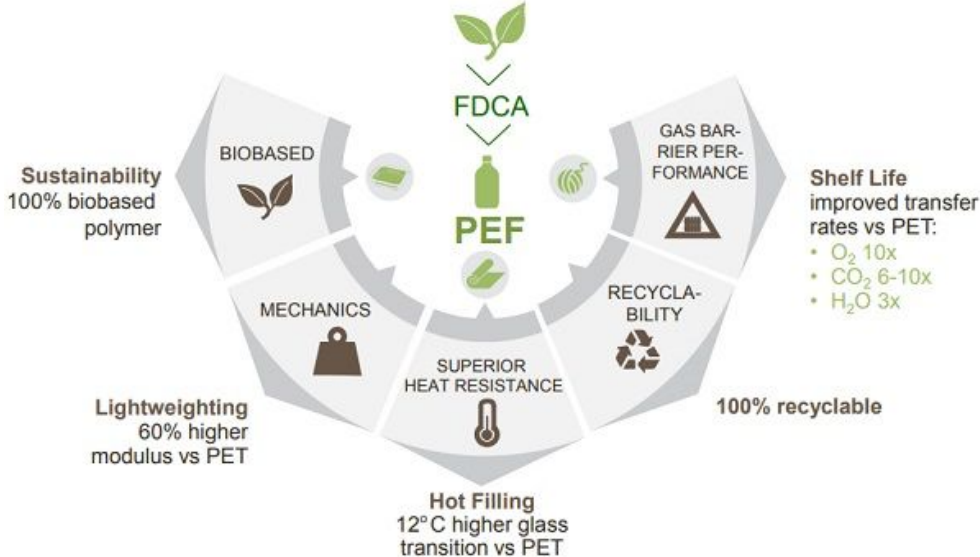 FDCA
PEF
BIOBASED
Sustainability
100% biobased
polymer
MECHANICS
Lightweighting
60% higher
modulus vs PET
SUPERIOR
HEAT RESISTANCE
Hot Filling
12°C higher glass
transition vs PET
RECYCLA-
BILITY
100% recyclable
GAS BAR-
RIER PER-
FORMANCE
Shelf Life
improved transfer
rates vs PET:
• O₂ 10x
• CO₂ 6-10x
• H₂O 3x